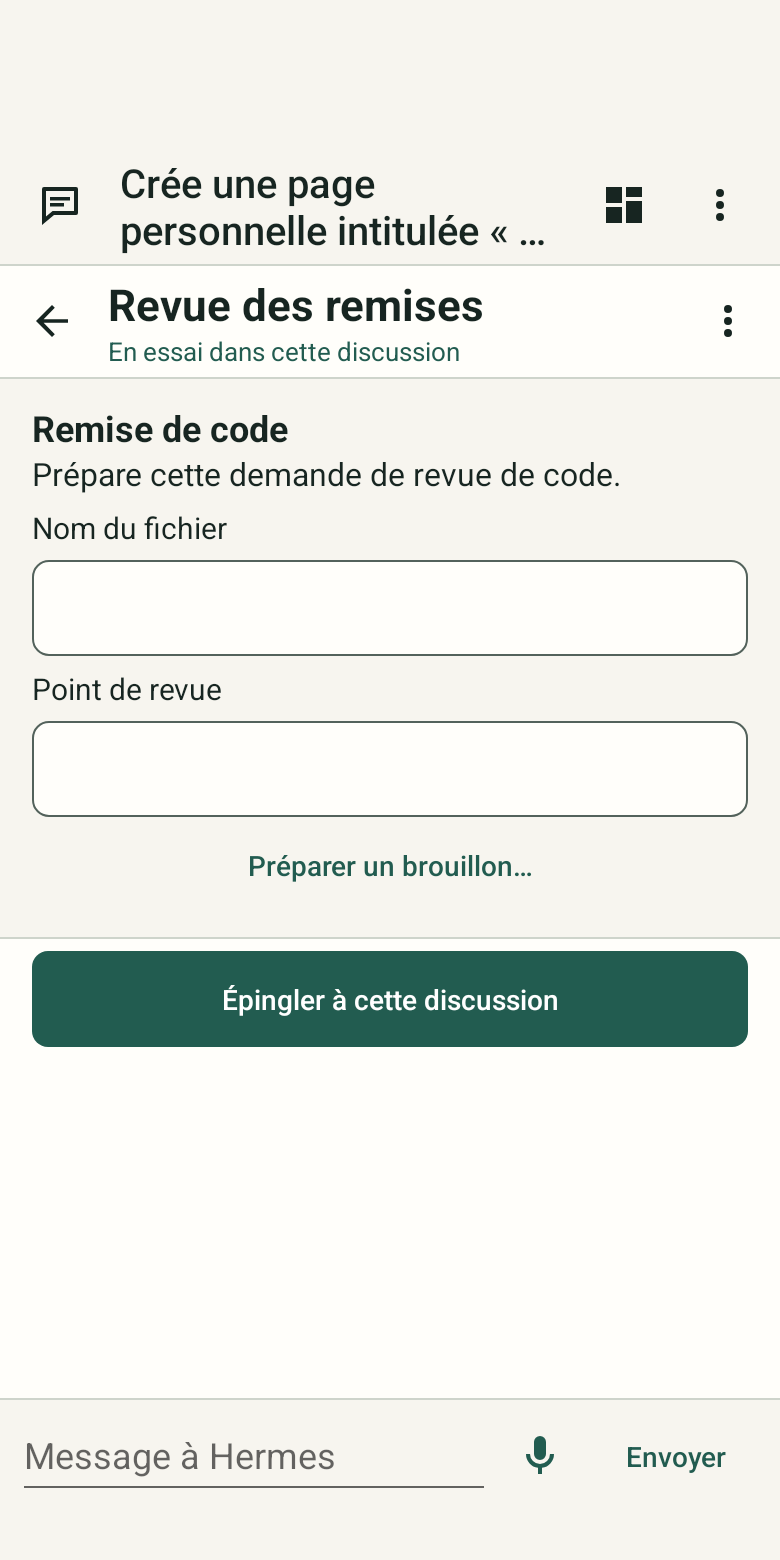 Crée une page
personnelle intitulée « ...
Revue des remises
En essai dans cette discussion
Remise de code
Prépare cette demande de revue de code.
Nom du fichier
Point de revue
Préparer un brouillon...
Épingler à cette discussion
Message à Hermes
Envoyer